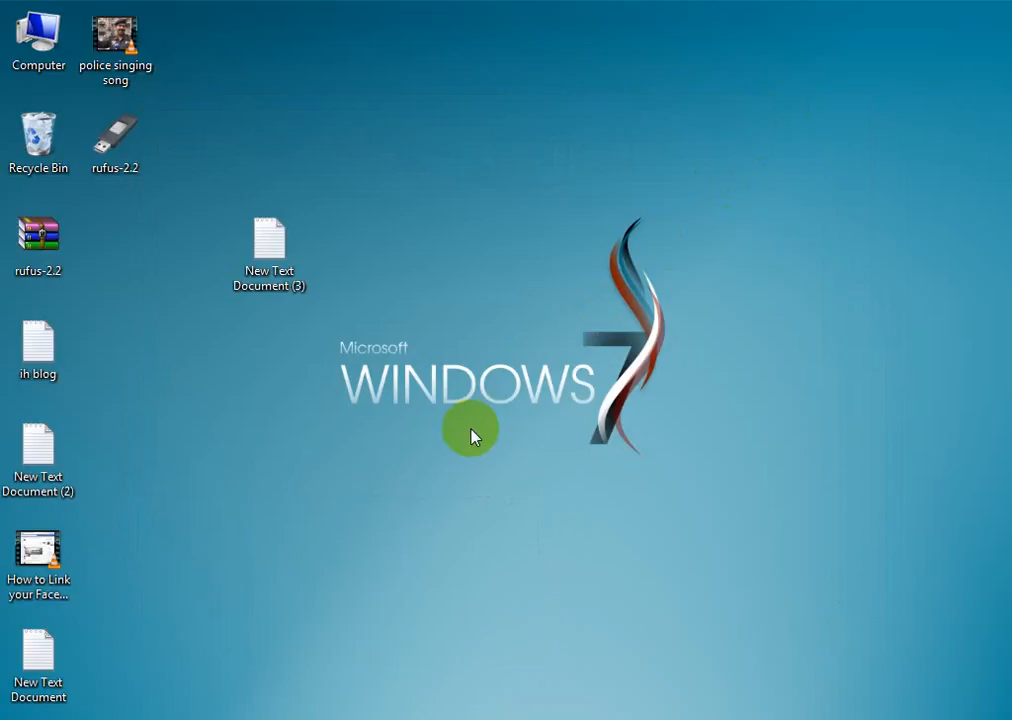 Computer
police singing
song
Recycle Bin
rufus-2.2
rufus-2.2
New Text
Document (3)
ih blog
Microsoft
WINDOWS 7
New Text
Document (2)
How to Link
your Face...
New Text
Document